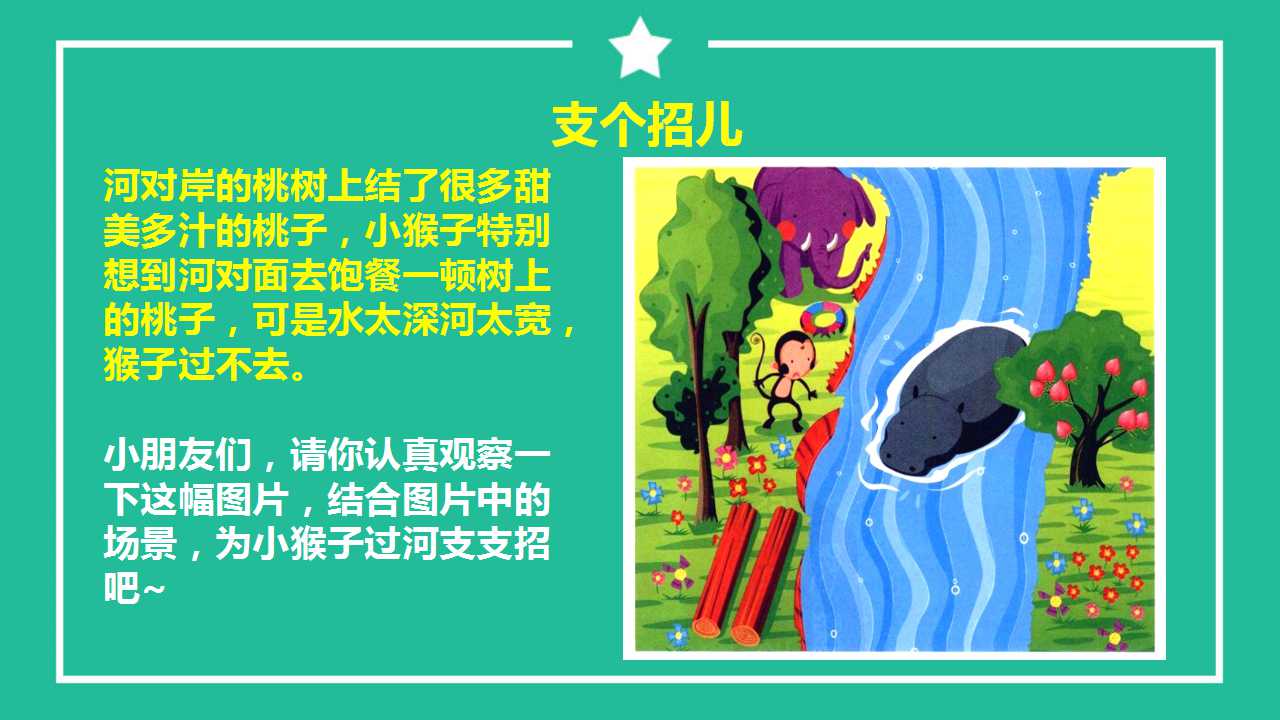 支个招儿
河对岸的桃树上结了很多甜
美多汁的桃子，小猴子特别
想到河对面去饱餐一顿树上
的桃子，可是水太深河太宽，
猴子过不去。
小朋友们，请你认真观察一
下这幅图片，结合图片中的
场景，为小猴子过河支支招
吧~